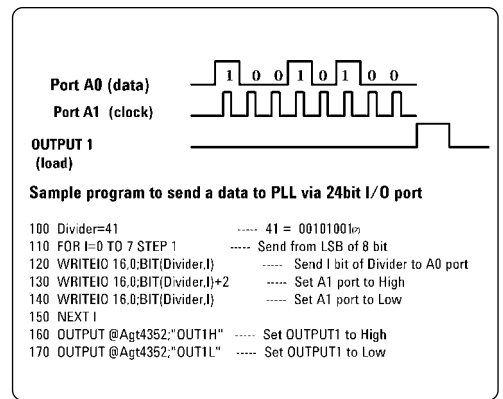 Port A0 (data)
1 0 0 1 0 1 0 0
Port A1 (clock)
OUTPUT 1
(load)
Sample program to send a data to PLL via 24bit I/O port
100 Divider=41 ----- 41 = 00101001(2)
110 FOR I=0 TO 7 STEP 1 ----- Send from LSB of 8 bit
120 WRITEIO 16,0;BIT(Divider,I) ----- Send I bit of Divider to A0 port
130 WRITEIO 16,0;BIT(Divider,I)+2 ----- Set A1 port to High
140 WRITEIO 16,0;BIT(Divider,I) ----- Set A1 port to Low
150 NEXT I
160 OUTPUT @Agt4352;"OUT1H" ----- Set OUTPUT1 to High
170 OUTPUT @Agt4352;"OUT1L" ----- Set OUTPUT1 to Low